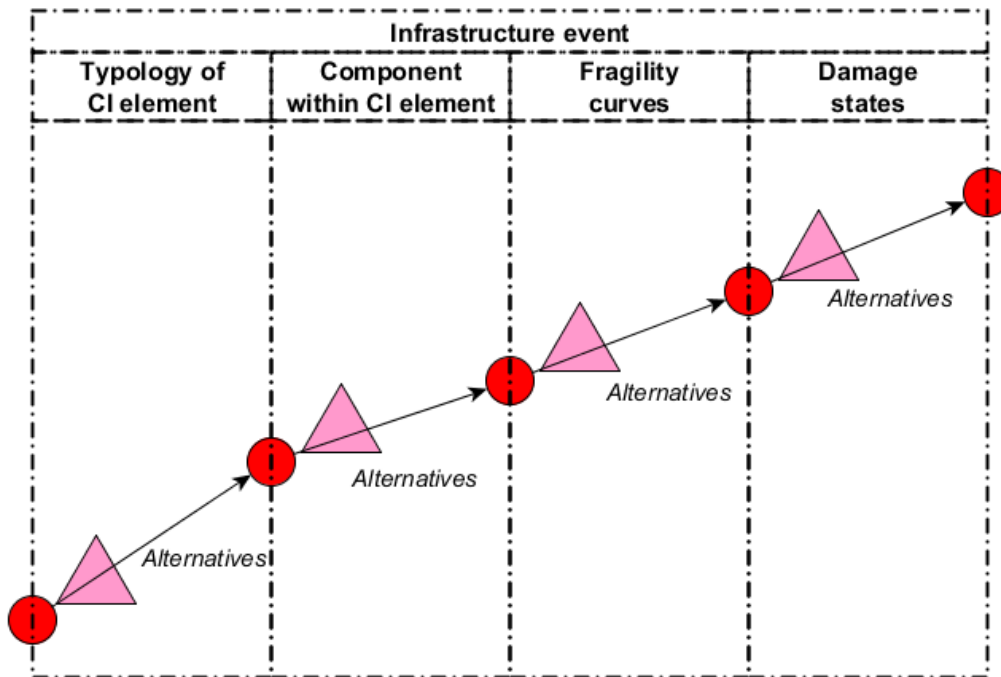 Infrastructure event
Typology of
CI element
Component
within CI element
Fragility
curves
Damage
states
Alternatives
Alternatives
Alternatives
Alternatives